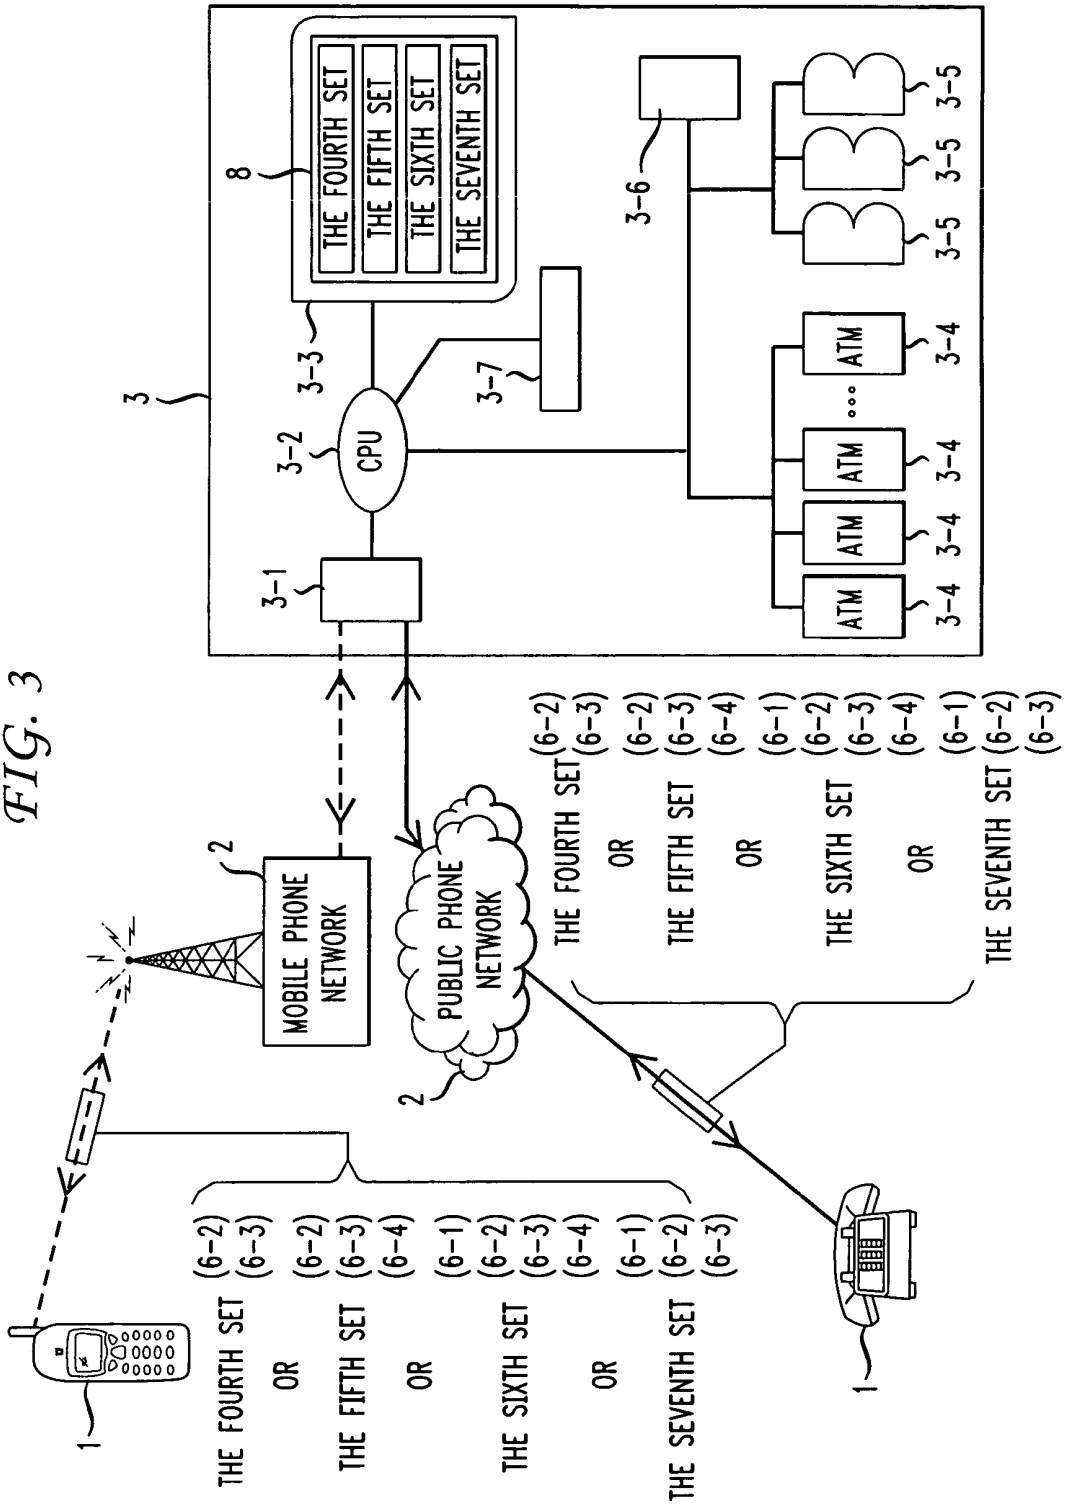 FIG. 3
1
2
MOBILE PHONE
NETWORK
THE FOURTH SET (6-2)
(6-3)
OR
THE FIFTH SET (6-2)
(6-3)
(6-4)
OR
THE SIXTH SET (6-1)
(6-2)
(6-3)
(6-4)
OR
THE SEVENTH SET (6-1)
(6-2)
(6-3)
2
PUBLIC PHONE
NETWORK
1
THE FOURTH SET (6-2)
(6-3)
OR
THE FIFTH SET (6-2)
(6-3)
(6-4)
OR
THE SIXTH SET (6-1)
(6-2)
(6-3)
(6-4)
OR
THE SEVENTH SET (6-1)
(6-2)
(6-3)
3
3-1
3-2
CPU
3-3
8
THE FOURTH SET
THE FIFTH SET
THE SIXTH SET
THE SEVENTH SET
3-7
3-6
ATM
ATM
ATM
ATM
3-4
3-4
3-4
3-4
3-5
3-5
3-5